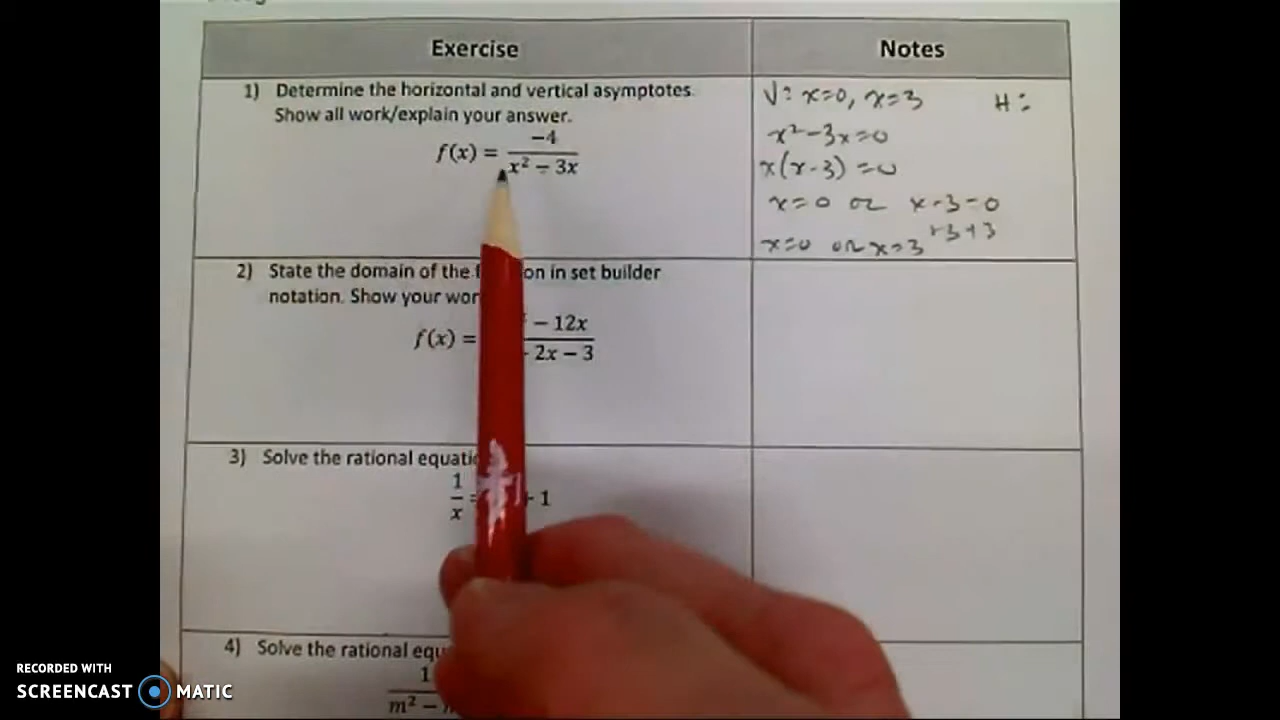 Exercise
Notes
1) Determine the horizontal and vertical asymptotes.
Show all work/explain your answer.
f(x) = -4 / x² - 3x
V: x=0, x=3 H:
x²-3x=0
x(x-3)=0
x=0 or x-3=0
+3 +3
x=0 or x=3
2) State the domain of the on in set builder
notation. Show your
f(x) = - 12x
2x - 3
3) Solve the rational
1/x 1
4) Solve the rational
1
m² -
RECORDED WITH
SCREENCAST MATIC